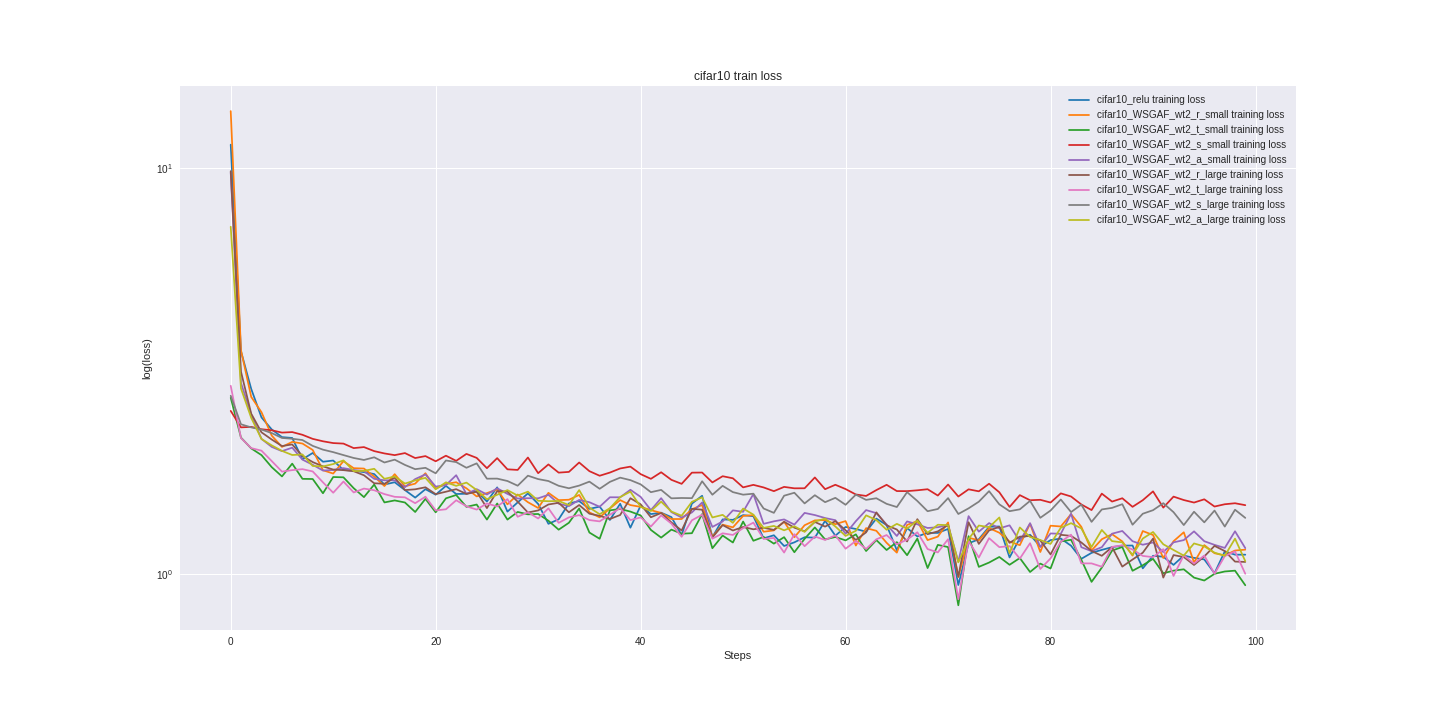 cifar10 train loss
cifar10_relu training loss
cifar10_WSGAF_wt2_r_small training loss
cifar10_WSGAF_wt2_t_small training loss
cifar10_WSGAF_wt2_s_small training loss
cifar10_WSGAF_wt2_a_small training loss
cifar10_WSGAF_wt2_r_large training loss
cifar10_WSGAF_wt2_t_large training loss
cifar10_WSGAF_wt2_s_large training loss
cifar10_WSGAF_wt2_a_large training loss
10¹
log(loss)
10⁰
0 20 40 60 80 100
Steps